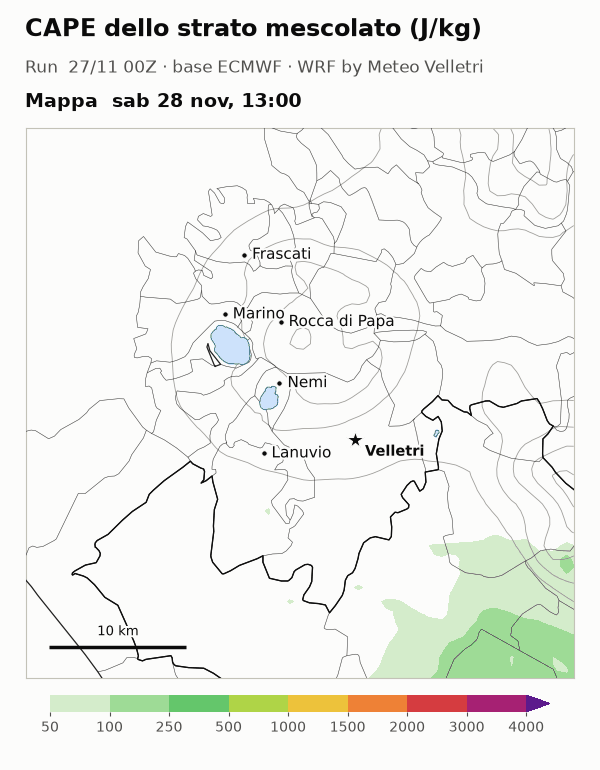 CAPE dello strato mescolato (J/kg)
Run  27/11 00Z · base ECMWF · WRF by Meteo Velletri
Mappa  sab 28 nov, 13:00
Frascati
Marino
Rocca di Papa
Nemi
Velletri
Lanuvio
10 km
50 100 250 500 1000 1500 2000 3000 4000